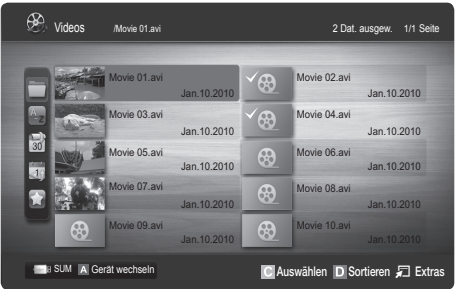 Videos /Movie 01.avi 2 Dat. ausgew. 1/1 Seite
Movie 01.avi Movie 02.avi
Jan.10.2010 Jan.10.2010
Movie 03.avi Movie 04.avi
Jan.10.2010 Jan.10.2010
Movie 05.avi Movie 06.avi
Jan.10.2010 Jan.10.2010
Movie 07.avi Movie 08.avi
Jan.10.2010 Jan.10.2010
Movie 09.avi Movie 10.avi
Jan.10.2010 Jan.10.2010
SUM A Gerät wechseln C Auswählen D Sortieren Extras
30
1